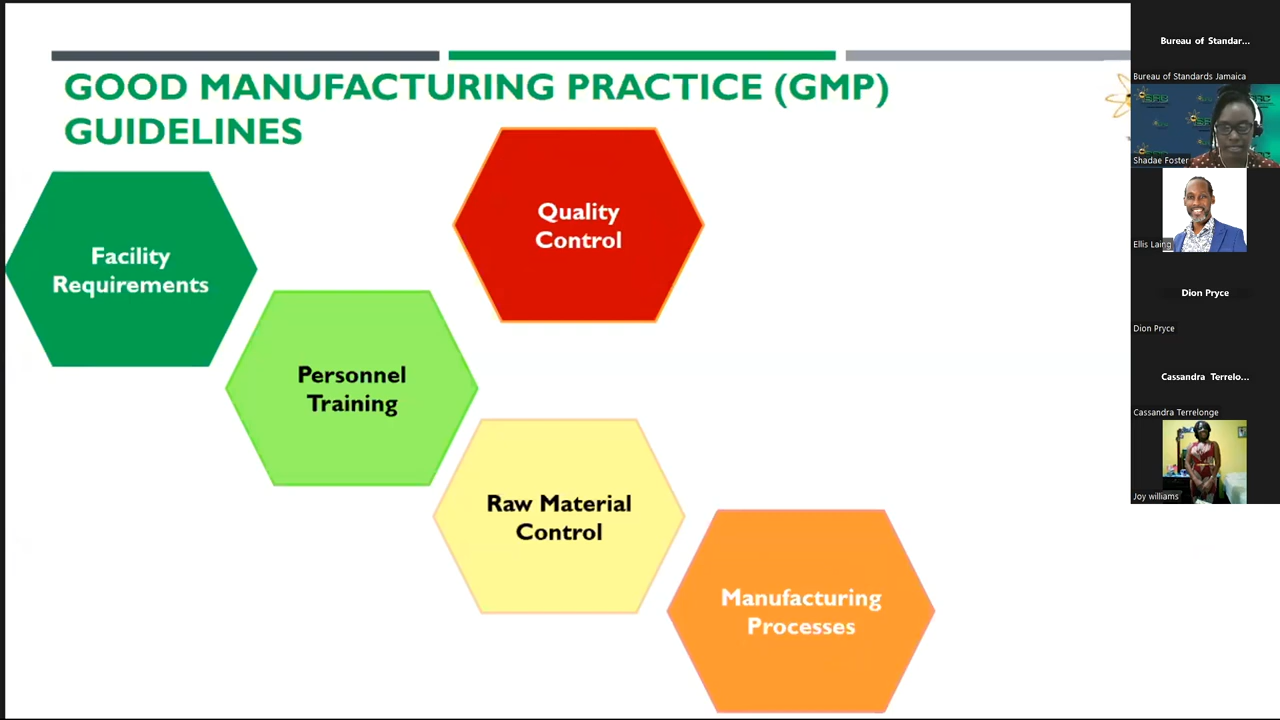 GOOD MANUFACTURING PRACTICE (GMP)
GUIDELINES
Facility
Requirements
Quality
Control
Personnel
Training
Raw Material
Control
Manufacturing
Processes
Bureau of Standar...
Bureau of Standards Jamaica
Shadae Foster
Ellis Laing
Dion Pryce
Dion Pryce
Cassandra Terrelo...
Cassandra Terrelonge
Joy williams